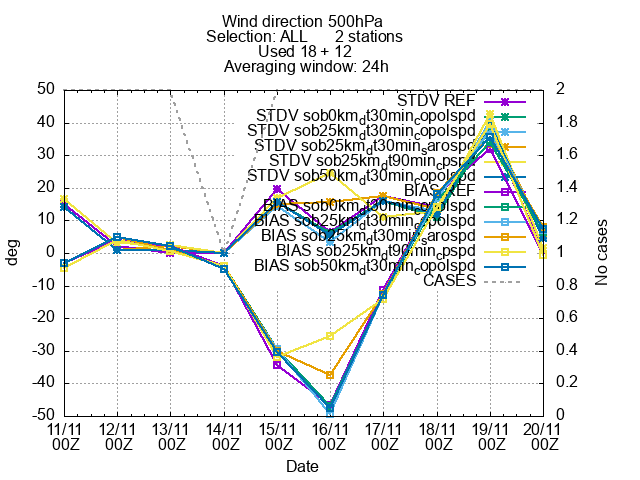 Wind direction 500hPa
Selection: ALL 2 stations
Used 18 + 12
Averaging window: 24h
deg
50
40
30
20
10
0
-10
-20
-30
-40
-50
STDV REF
STDV sob0km_dt30min_copolspd
STDV sob25km_dt30min_copolspd
STDV sob25km_dt30min_sarospd
STDV sob25km_dt90min_cpspd
STDV sob50km_dt30min_copolspd
BIAS REF
BIAS sob0km_dt30min_copolspd
BIAS sob25km_dt30min_copolspd
BIAS sob25km_dt30min_sarospd
BIAS sob25km_dt90min_cpspd
BIAS sob50km_dt30min_copolspd
CASES
2
1.8
1.6
1.4
1.2
1
0.8
0.6
0.4
0.2
0
No cases
11/11 12/11 13/11 14/11 15/11 16/11 17/11 18/11 19/11 20/11
00Z 00Z 00Z 00Z 00Z 00Z 00Z 00Z 00Z 00Z
Date